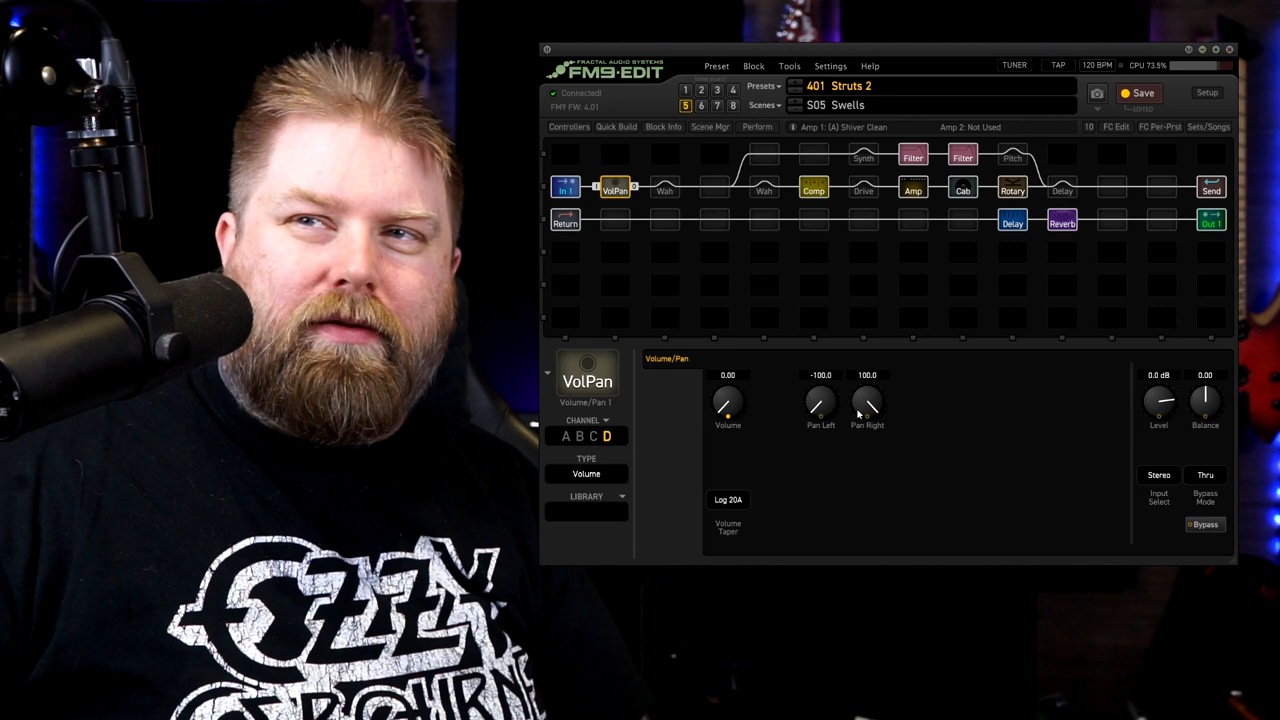 FRACTAL AUDIO SYSTEMS
FM9-EDIT
Preset Block Tools Settings Help
TUNER TAP 120 BPM CPU 73.5%
Connected!
FM9 FW: 4.01
1 2 3 4
5 6 7 8
Presets 401 Struts 2
Scenes S05 Swells
Save
EDITED
Setup
Controllers Quick Build Block Info Scene Mgr Perform Amp 1: (A) Shiver Clean Amp 2: Not Used 10 FC Edit FC Per-Prst Sets/Songs
Synth Filter Filter Pitch
In 1 VolPan Wah Wah Comp Drive Amp Cab Rotary Delay Send
Return Delay Reverb Out 1
VolPan
Volume/Pan 1
CHANNEL
A B C D
TYPE
Volume
LIBRARY
Volume/Pan
0.00 -100.0 100.0 0.0 dB 0.00
Volume Pan Left Pan Right Level Balance
Stereo Thru
Input Select
Bypass Mode
Log 20A
Volume Taper
Bypass
OZZY
OSBOURNE